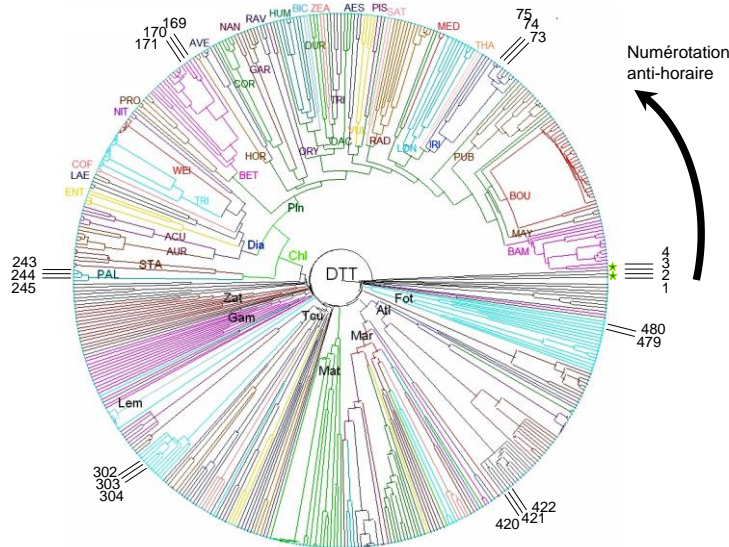 169
170
171
AVE
NAN
RAV
HUM
BIC
ZEA
AES
PIS
SAT
MED
THA
75
74
73
Numérotation
anti-horaire
DUR
GAR
COR
TRI
VUL
DAC
RAD
LON
IRI
PUB
ORY
HOR
PRO
NIT
BET
WEI
COF
LAE
TRI
ENT
BOU
MAY
BAM
Pln
Dia
Chl
ACU
AUR
STA
PAL
243
244
245
4
3
2
1
DTT
Zat
Gam
Tcu
Fot
Atl
Mar
Mat
Lem
480
479
302
303
304
422
421
420